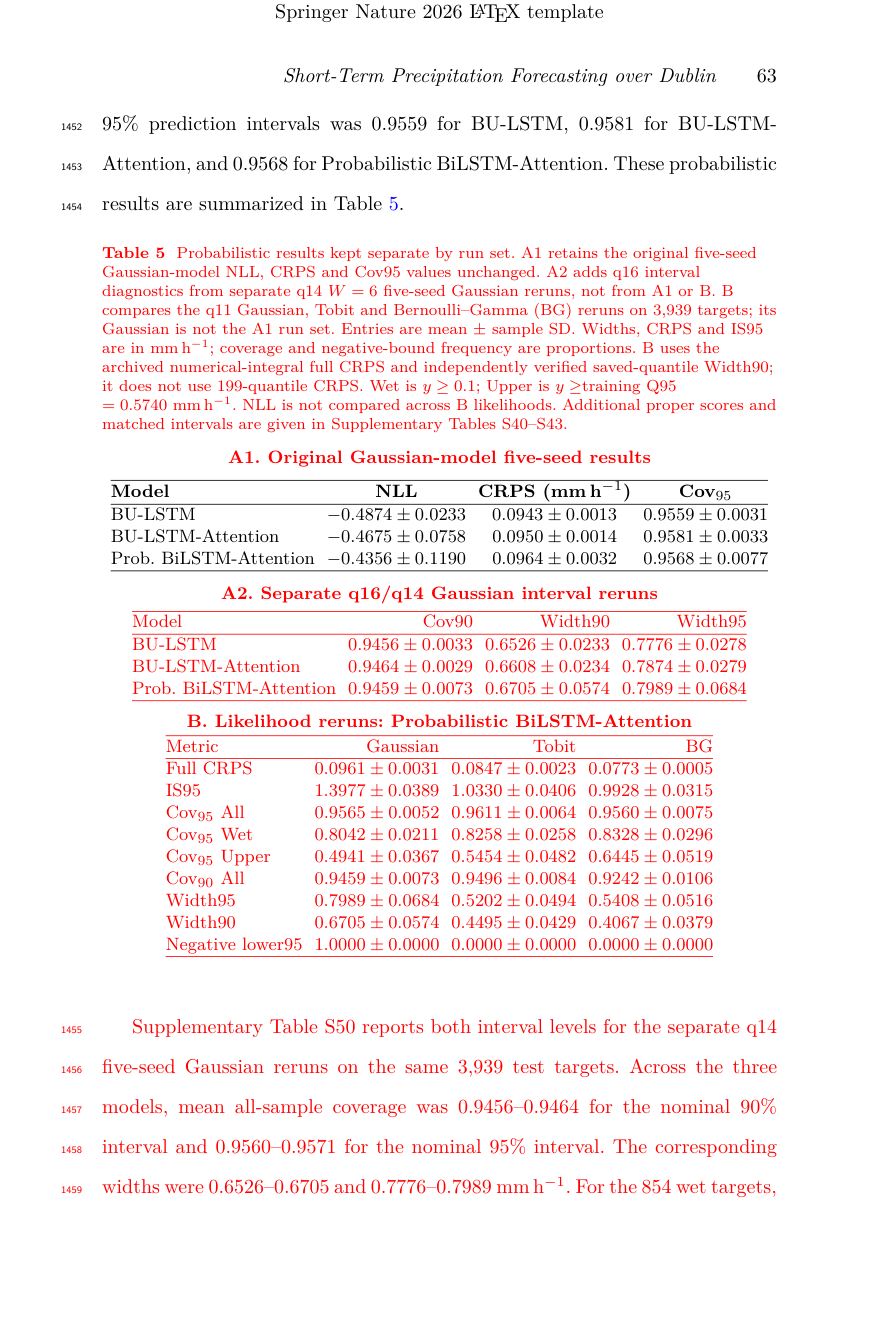 Springer Nature 2026 LATEX template
Short-Term Precipitation Forecasting over Dublin 63
1452 95% prediction intervals was 0.9559 for BU-LSTM, 0.9581 for BU-LSTM-
1453 Attention, and 0.9568 for Probabilistic BiLSTM-Attention. These probabilistic
1454 results are summarized in Table 5.
Table 5 Probabilistic results kept separate by run set. A1 retains the original five-seed
Gaussian-model NLL, CRPS and Cov95 values unchanged. A2 adds q16 interval
diagnostics from separate q14 W = 6 five-seed Gaussian reruns, not from A1 or B. B
compares the q11 Gaussian, Tobit and Bernoulli–Gamma (BG) reruns on 3,939 targets; its
Gaussian is not the A1 run set. Entries are mean ± sample SD. Widths, CRPS and IS95
are in mm h⁻¹; coverage and negative-bound frequency are proportions. B uses the
archived numerical-integral full CRPS and independently verified saved-quantile Width90;
it does not use 199-quantile CRPS. Wet is y ≥ 0.1; Upper is y ≥training Q95
= 0.5740 mm h⁻¹. NLL is not compared across B likelihoods. Additional proper scores and
matched intervals are given in Supplementary Tables S40–S43.
A1. Original Gaussian-model five-seed results
Model NLL CRPS (mm h⁻¹) Cov₉₅
BU-LSTM −0.4874 ± 0.0233 0.0943 ± 0.0013 0.9559 ± 0.0031
BU-LSTM-Attention −0.4675 ± 0.0758 0.0950 ± 0.0014 0.9581 ± 0.0033
Prob. BiLSTM-Attention −0.4356 ± 0.1190 0.0964 ± 0.0032 0.9568 ± 0.0077
A2. Separate q16/q14 Gaussian interval reruns
Model Cov90 Width90 Width95
BU-LSTM 0.9456 ± 0.0033 0.6526 ± 0.0233 0.7776 ± 0.0278
BU-LSTM-Attention 0.9464 ± 0.0029 0.6608 ± 0.0234 0.7874 ± 0.0279
Prob. BiLSTM-Attention 0.9459 ± 0.0073 0.6705 ± 0.0574 0.7989 ± 0.0684
B. Likelihood reruns: Probabilistic BiLSTM-Attention
Metric Gaussian Tobit BG
Full CRPS 0.0961 ± 0.0031 0.0847 ± 0.0023 0.0773 ± 0.0005
IS95 1.3977 ± 0.0389 1.0330 ± 0.0406 0.9928 ± 0.0315
Cov₉₅ All 0.9565 ± 0.0052 0.9611 ± 0.0064 0.9560 ± 0.0075
Cov₉₅ Wet 0.8042 ± 0.0211 0.8258 ± 0.0258 0.8328 ± 0.0296
Cov₉₅ Upper 0.4941 ± 0.0367 0.5454 ± 0.0482 0.6445 ± 0.0519
Cov₉₀ All 0.9459 ± 0.0073 0.9496 ± 0.0084 0.9242 ± 0.0106
Width95 0.7989 ± 0.0684 0.5202 ± 0.0494 0.5408 ± 0.0516
Width90 0.6705 ± 0.0574 0.4495 ± 0.0429 0.4067 ± 0.0379
Negative lower95 1.0000 ± 0.0000 0.0000 ± 0.0000 0.0000 ± 0.0000
1455 Supplementary Table S50 reports both interval levels for the separate q14
1456 five-seed Gaussian reruns on the same 3,939 test targets. Across the three
1457 models, mean all-sample coverage was 0.9456–0.9464 for the nominal 90%
1458 interval and 0.9560–0.9571 for the nominal 95% interval. The corresponding
1459 widths were 0.6526–0.6705 and 0.7776–0.7989 mm h⁻¹. For the 854 wet targets,